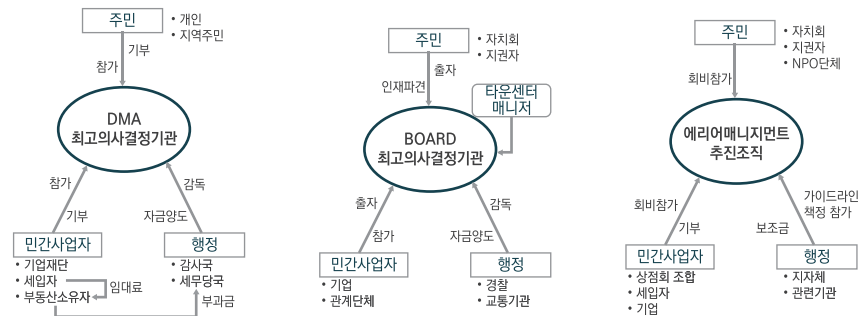 주민
• 개인
• 지역주민
기부
참가
DMA
최고의사결정기관
참가
기부
감독
자금양도
민간사업자
• 기업재단
• 세입자
• 부동산소유자
임대료
행정
• 감사국
• 세무당국
부과금
주민
• 자치회
• 지권자
출자
인재파견
타운센터
매니저
BOARD
최고의사결정기관
출자
참가
감독
자금양도
민간사업자
• 기업
• 관계단체
행정
• 경찰
• 교통기관
주민
• 자치회
• 지권자
• NPO단체
회비참가
에리어매니지먼트
추진조직
회비참가
기부
가이드라인
책정 참가
보조금
민간사업자
• 상점회 조합
• 세입자
• 기업
행정
• 지자체
• 관련기관